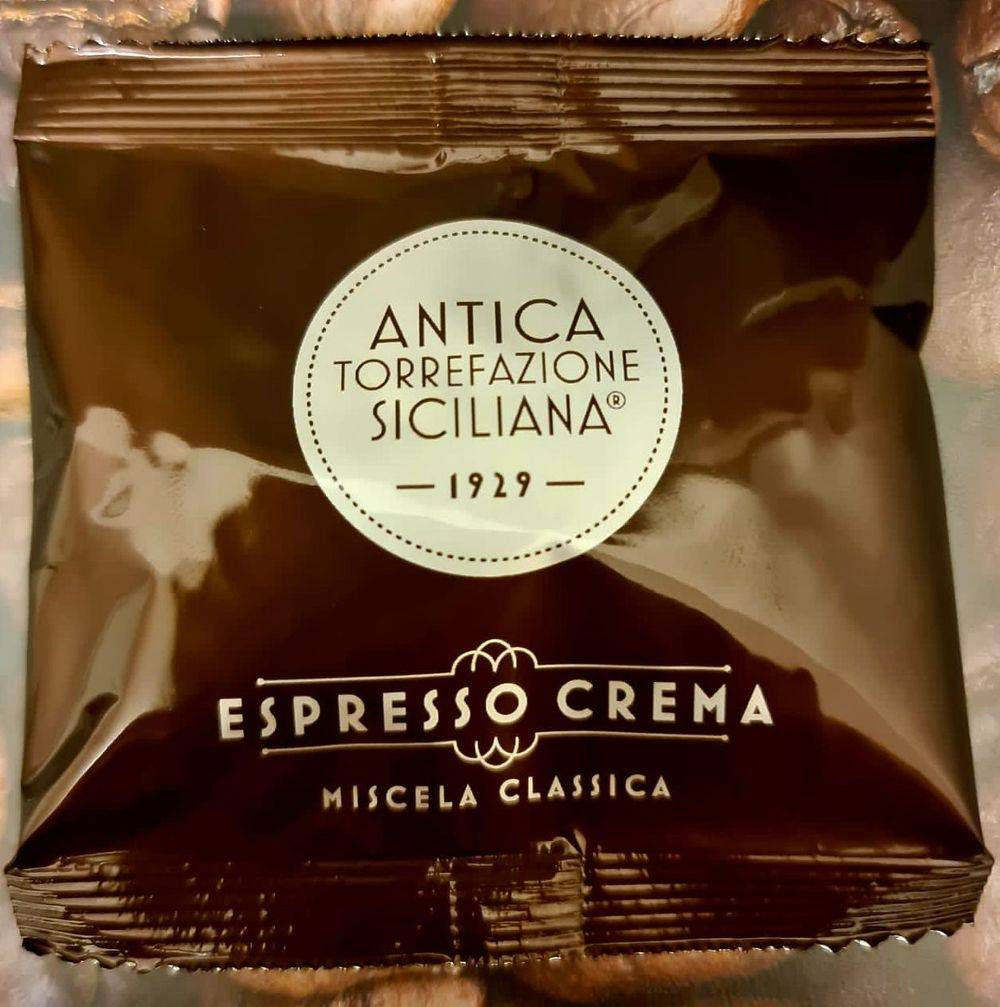 ANTICA
TORREFAZIONE
SICILIANA®
— 1929 —
ESPRESSO CREMA
MISCELA CLASSICA